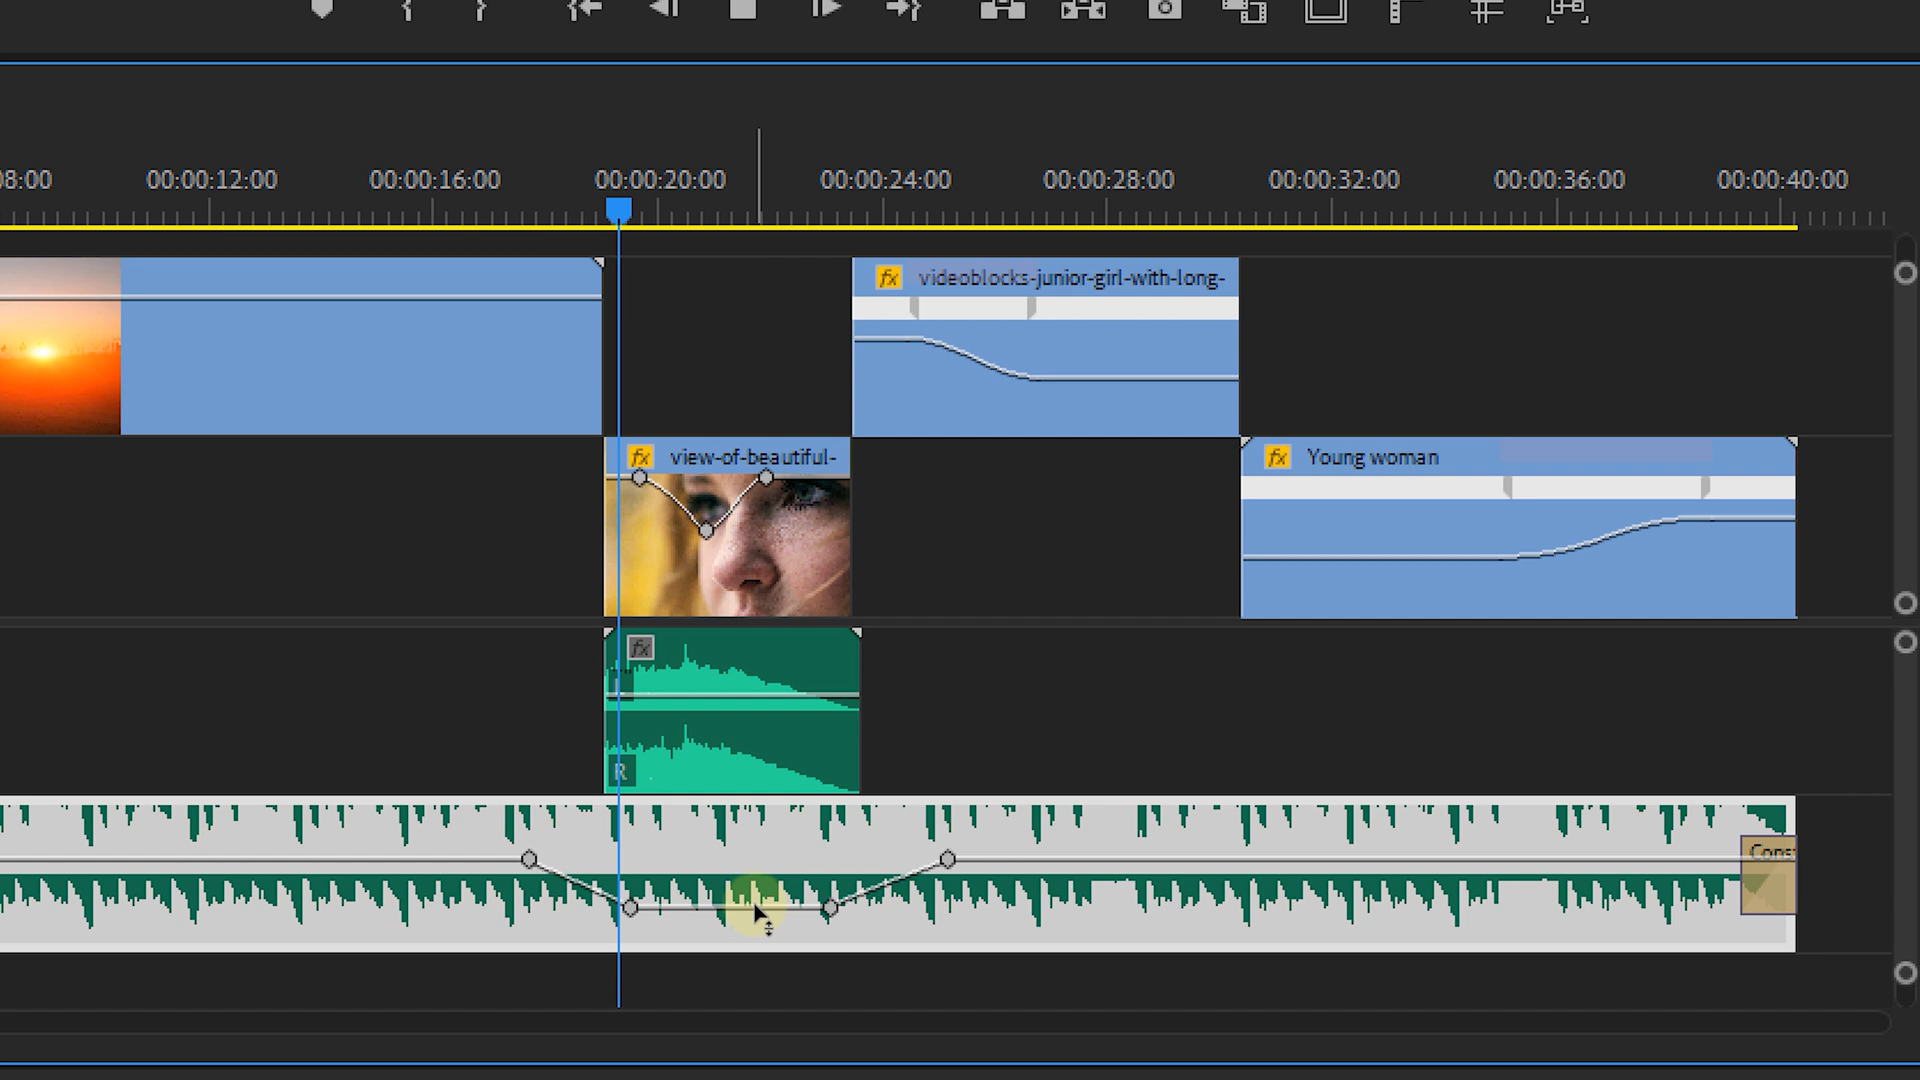 08:00 00:00:12:00 00:00:16:00 00:00:20:00 00:00:24:00 00:00:28:00 00:00:32:00 00:00:36:00 00:00:40:00
fx videoblocks-junior-girl-with-long-
fx view-of-beautiful-
fx Young woman
fx
L
R
Cons